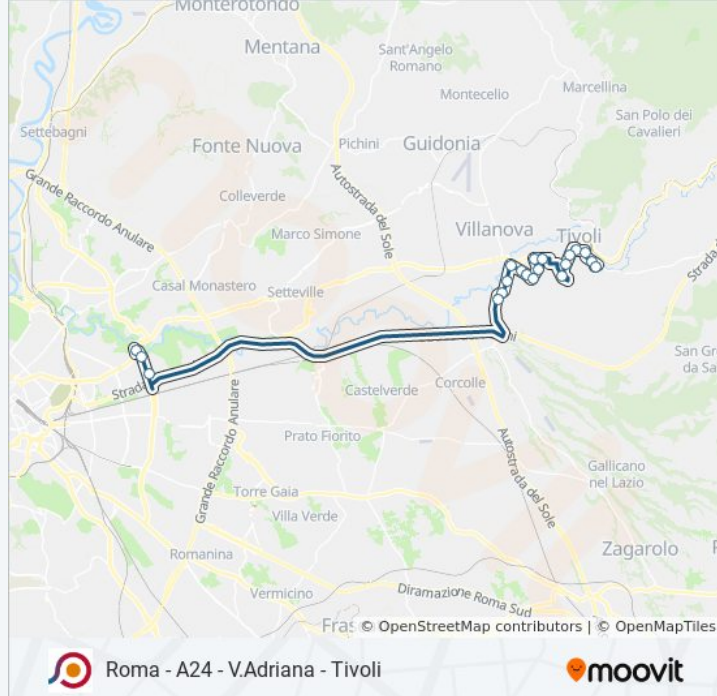 Monterotondo
Mentana
Sant'Angelo
Romano
Montecelio
Marcellina
San Polo dei
Cavalieri
Settebagni
Fonte Nuova
Pichini
Guidonia
Grande Raccordo Anulare
Colleverde
Autostrada del Sole
Marco Simone
Villanova
Tivoli
Strada
Casal Monastero
Setteville
Strada
San Gr
da Sa
Castelverde
Corcolle
Grande Raccordo Anulare
Prato Fiorito
Autostrada del Sole
Gallicano
nel Lazio
Torre Gaia
Villa Verde
Romanina
Zagarolo
Vermicino
Diramazione Roma Sud
Fras
© OpenStreetMap contributors | © OpenMapTiles
Roma - A24 - V.Adriana - Tivoli
moovit